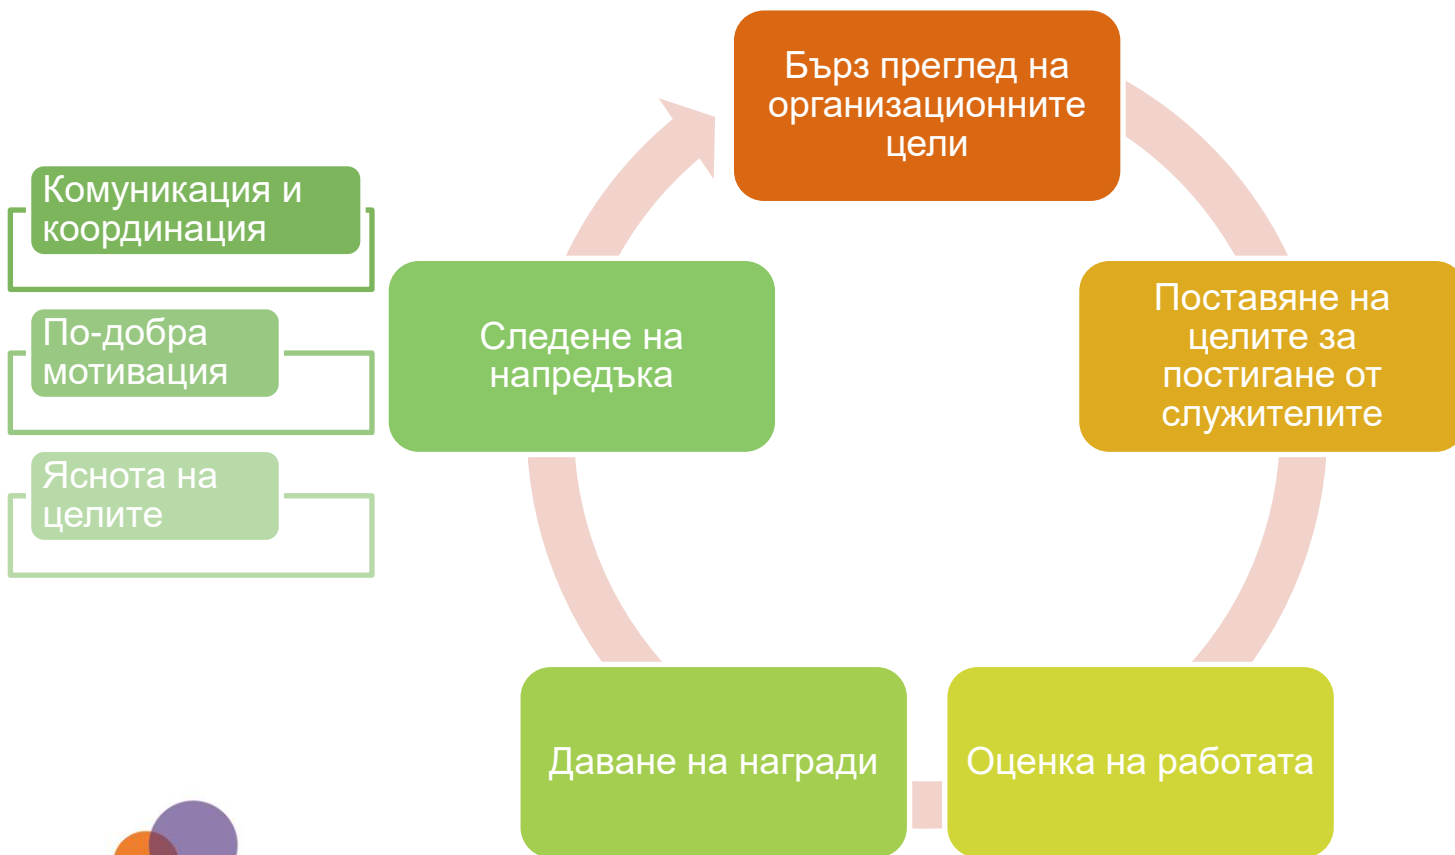 Бърз преглед на
организационните
цели
Поставяне на
целите за
постигане от
служителите
Оценка на работата
Даване на награди
Следене на
напредъка
Комуникация и
координация
По-добра
мотивация
Яснота на
целите